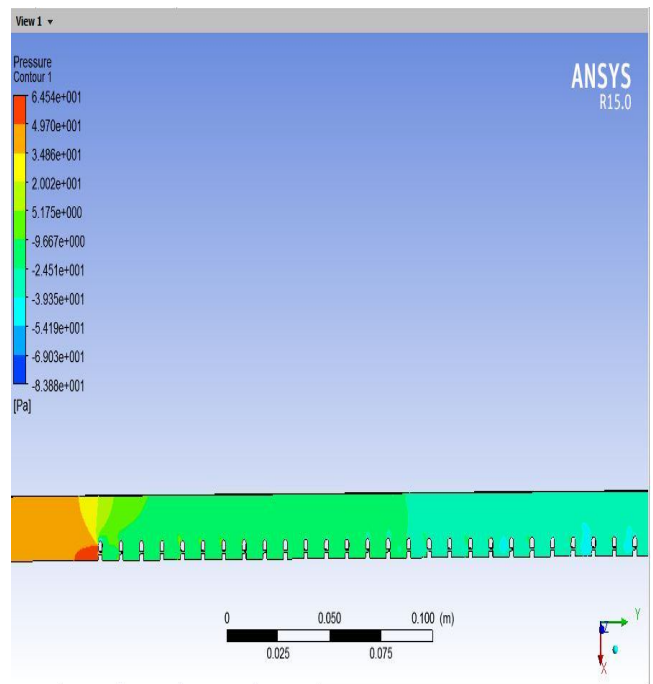 View 1
Pressure
Contour 1
6.454e+001
4.970e+001
3.486e+001
2.002e+001
5.175e+000
-9.667e+000
-2.451e+001
-3.935e+001
-5.419e+001
-6.903e+001
-8.388e+001
[Pa]
ANSYS
R15.0
0 0.050 0.100 (m)
0.025 0.075
Y
Z
X